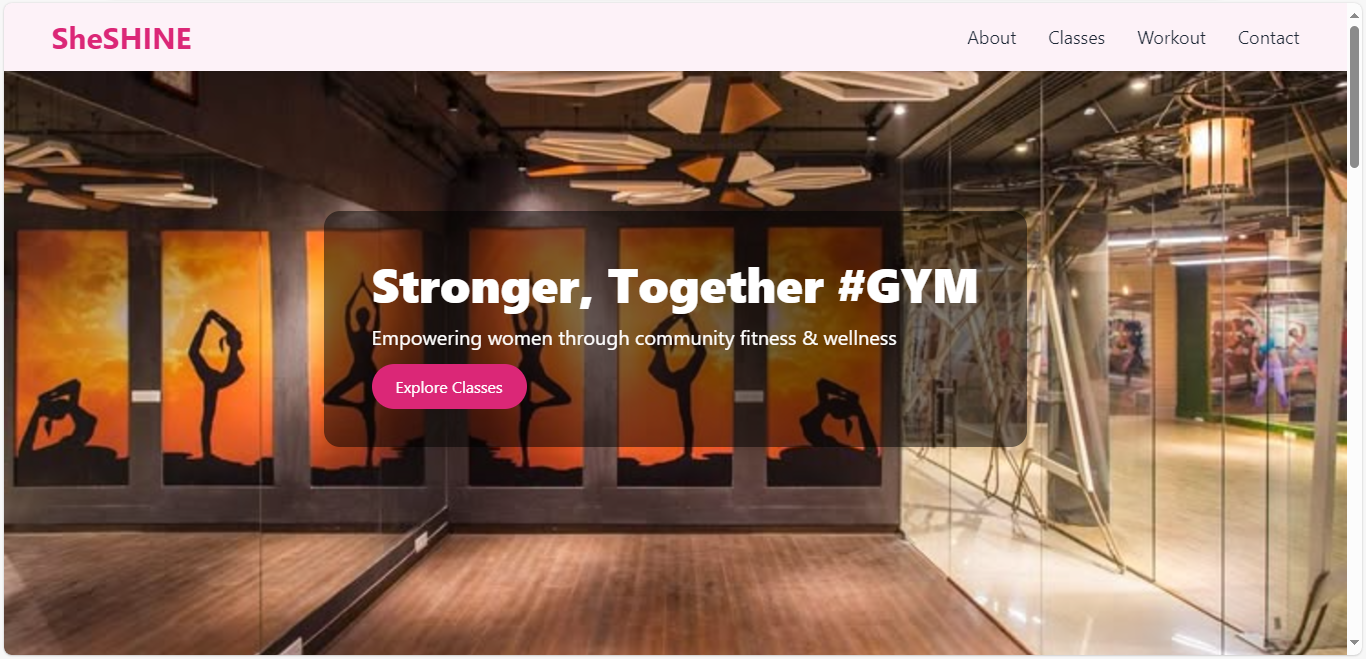 SheSHINE
About
Classes
Workout
Contact
Stronger, Together #GYM
Empowering women through community fitness & wellness
Explore Classes